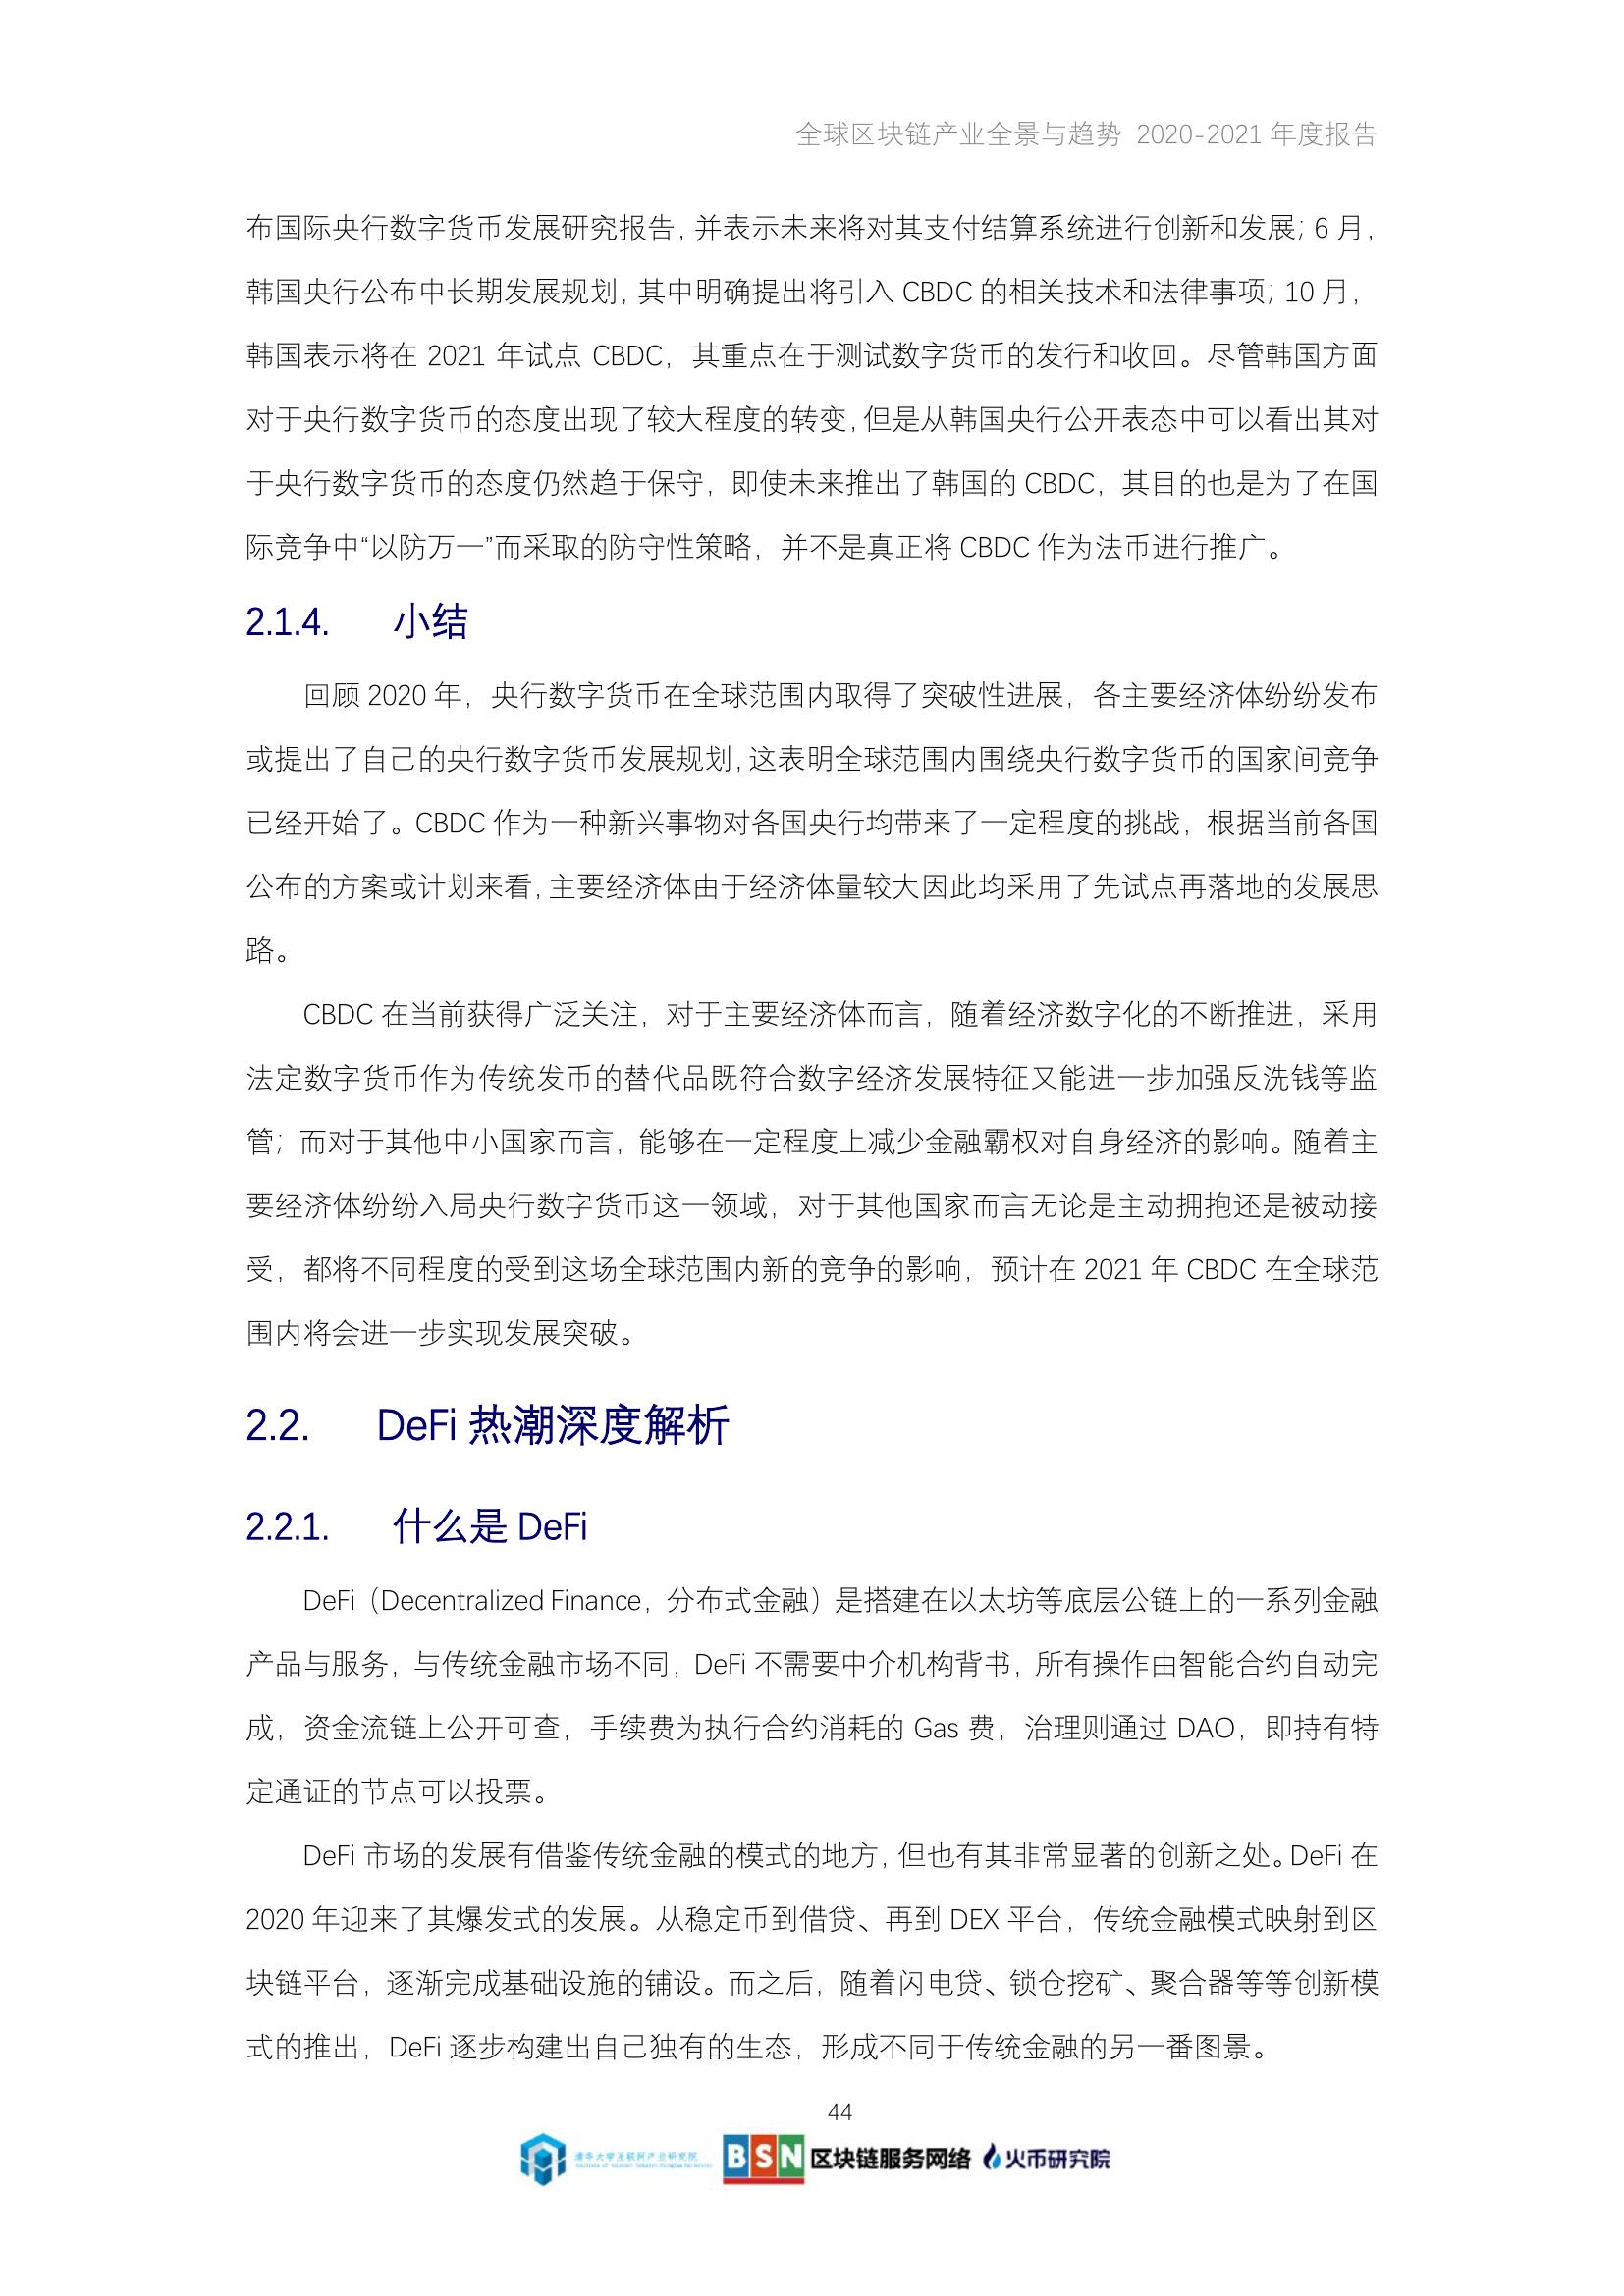 全球区块链产业全景与趋势 2020-2021 年度报告
布国际央行数字货币发展研究报告，并表示未来将对其支付结算系统进行创新和发展；6 月，
韩国央行公布中长期发展规划，其中明确提出将引入 CBDC 的相关技术和法律事项；10 月，
韩国表示将在 2021 年试点 CBDC，其重点在于测试数字货币的发行和收回。尽管韩国方面
对于央行数字货币的态度出现了较大程度的转变，但是从韩国央行公开表态中可以看出其对
于央行数字货币的态度仍然趋于保守，即使未来推出了韩国的 CBDC，其目的也是为了在国
际竞争中“以防万一”而采取的防守性策略，并不是真正将 CBDC 作为法币进行推广。
2.1.4. 小结
回顾 2020 年，央行数字货币在全球范围内取得了突破性进展，各主要经济体纷纷发布
或提出了自己的央行数字货币发展规划，这表明全球范围内围绕央行数字货币的国家间竞争
已经开始了。CBDC 作为一种新兴事物对各国央行均带来了一定程度的挑战，根据当前各国
公布的方案或计划来看，主要经济体由于经济体量较大因此均采用了先试点再落地的发展思
路。
CBDC 在当前获得广泛关注，对于主要经济体而言，随着经济数字化的不断推进，采用
法定数字货币作为传统发币的替代品既符合数字经济发展特征又能进一步加强反洗钱等监
管；而对于其他中小国家而言，能够在一定程度上减少金融霸权对自身经济的影响。随着主
要经济体纷纷入局央行数字货币这一领域，对于其他国家而言无论是主动拥抱还是被动接
受，都将不同程度的受到这场全球范围内新的竞争的影响，预计在 2021 年 CBDC 在全球范
围内将会进一步实现发展突破。
2.2. DeFi 热潮深度解析
2.2.1. 什么是 DeFi
DeFi（Decentralized Finance，分布式金融）是搭建在以太坊等底层公链上的一系列金融
产品与服务，与传统金融市场不同，DeFi 不需要中介机构背书，所有操作由智能合约自动完
成，资金流链上公开可查，手续费为执行合约消耗的 Gas 费，治理则通过 DAO，即持有特
定通证的节点可以投票。
DeFi 市场的发展有借鉴传统金融的模式的地方，但也有其非常显著的创新之处。DeFi 在
2020 年迎来了其爆发式的发展。从稳定币到借贷、再到 DEX 平台，传统金融模式映射到区
块链平台，逐渐完成基础设施的铺设。而之后，随着闪电贷、锁仓挖矿、聚合器等等创新模
式的推出，DeFi 逐步构建出自己独有的生态，形成不同于传统金融的另一番图景。
44
清华大学互联网产业研究院 BSN 区块链服务网络 火币研究院